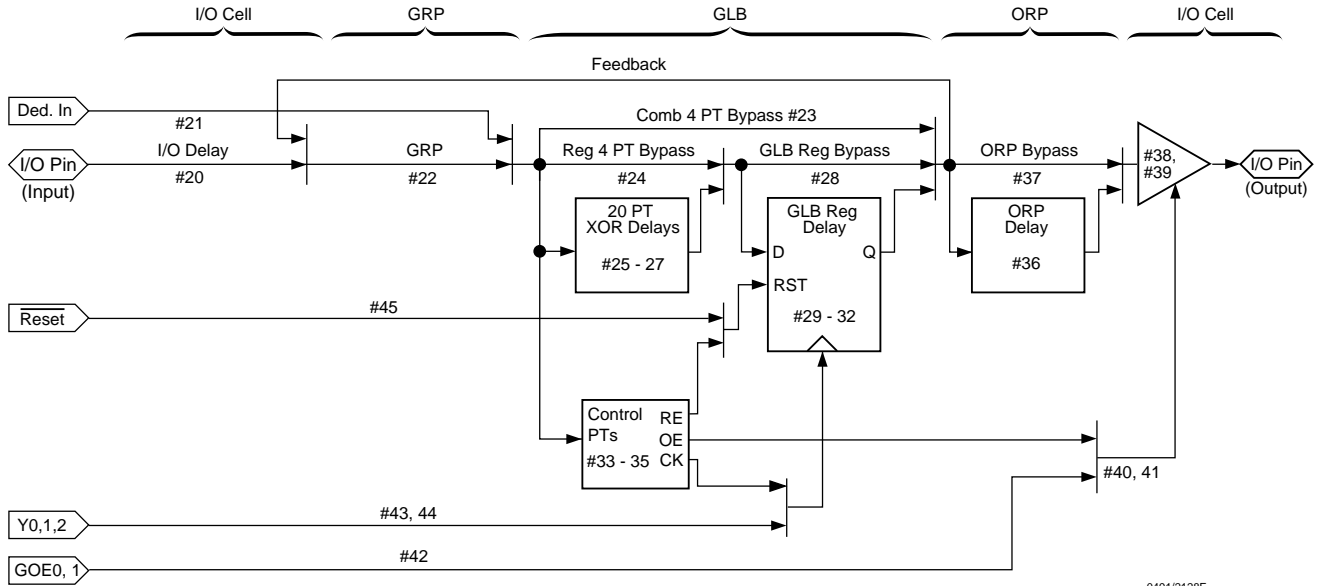 I/O Cell GRP GLB ORP I/O Cell
Feedback
Ded. In
#21
Comb 4 PT Bypass #23
I/O Pin
(Input)
I/O Delay
#20
GRP
#22
Reg 4 PT Bypass
#24
GLB Reg Bypass
#28
ORP Bypass
#37
#38,
#39
I/O Pin
(Output)
20 PT
XOR Delays
#25 - 27
GLB Reg
Delay
D Q
RST
#29 - 32
ORP
Delay
#36
Reset
#45
Control
PTs
#33 - 35
RE
OE
CK
#40, 41
Y0,1,2
#43, 44
GOE0, 1
#42